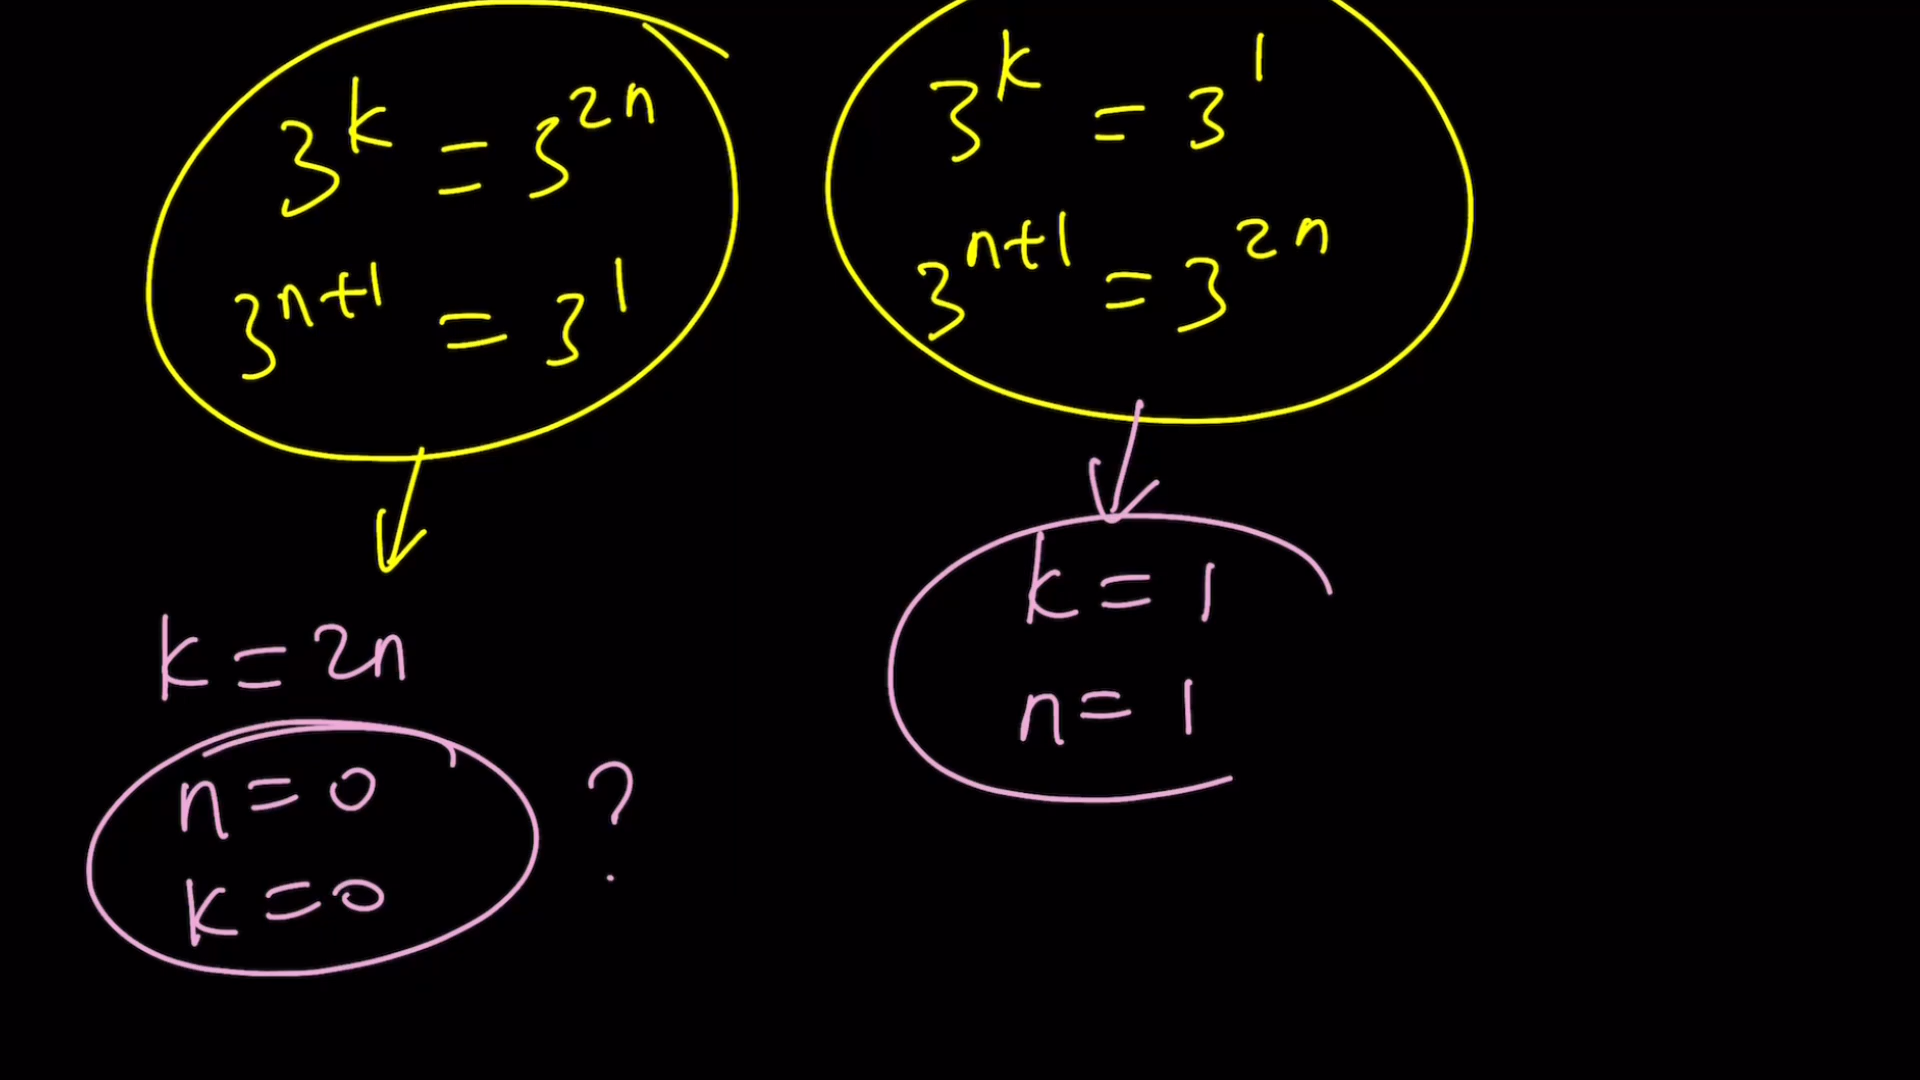 3^k = 3^{2n}
3^{n+1} = 3^1
k = 2n
n = 0
k = 0
?
3^k = 3^1
3^{n+1} = 3^{2n}
k = 1
n = 1